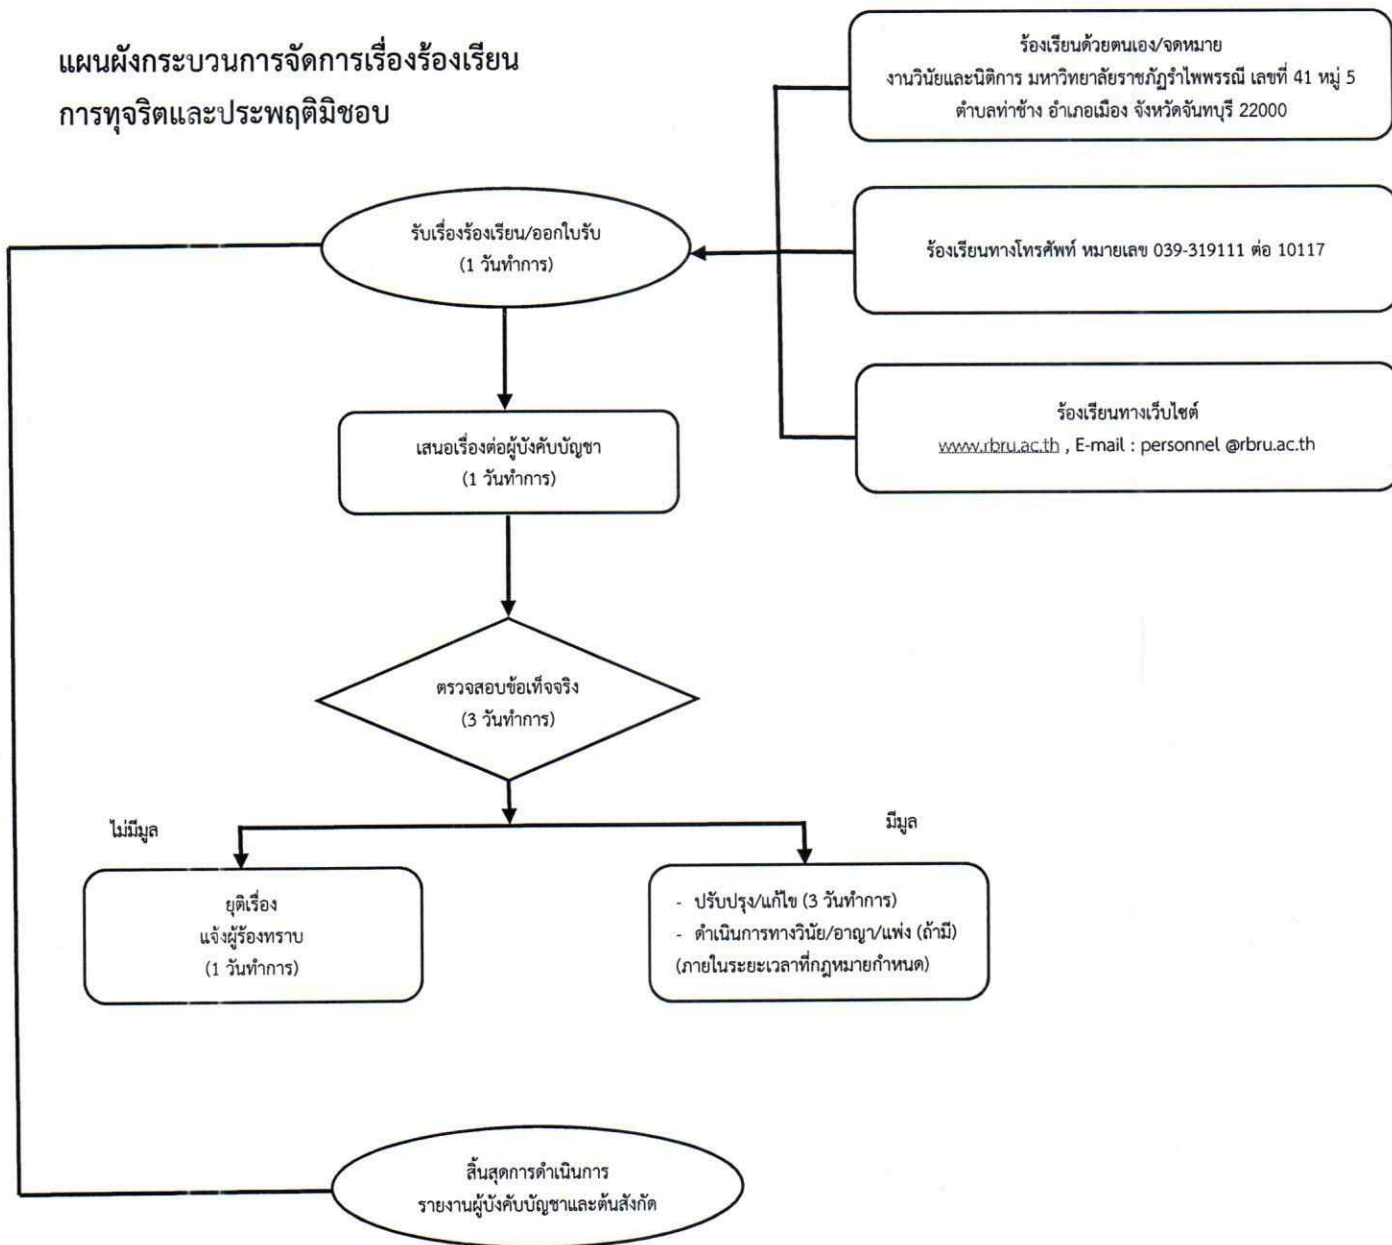 แผนผังกระบวนการจัดการเรื่องร้องเรียน
การทุจริตและประพฤติมิชอบ
ร้องเรียนด้วยตนเอง/จดหมาย
งานวินัยและนิติการ มหาวิทยาลัยราชภัฏรำไพพรรณี เลขที่ 41 หมู่ 5
ตำบลท่าช้าง อำเภอเมือง จังหวัดจันทบุรี 22000
รับเรื่องร้องเรียน/ออกใบรับ
(1 วันทำการ)
ร้องเรียนทางโทรศัพท์ หมายเลข 039-319111 ต่อ 10117
ร้องเรียนทางเว็บไซต์
www.rbru.ac.th , E-mail : personnel @rbru.ac.th
เสนอเรื่องต่อผู้บังคับบัญชา
(1 วันทำการ)
ตรวจสอบข้อเท็จจริง
(3 วันทำการ)
ไม่มีมูล
มีมูล
ยุติเรื่อง
แจ้งผู้ร้องทราบ
(1 วันทำการ)
- ปรับปรุง/แก้ไข (3 วันทำการ)
- ดำเนินการทางวินัย/อาญา/แพ่ง (ถ้ามี)
(ภายในระยะเวลาที่กฎหมายกำหนด)
สิ้นสุดการดำเนินการ
รายงานผู้บังคับบัญชาและต้นสังกัด